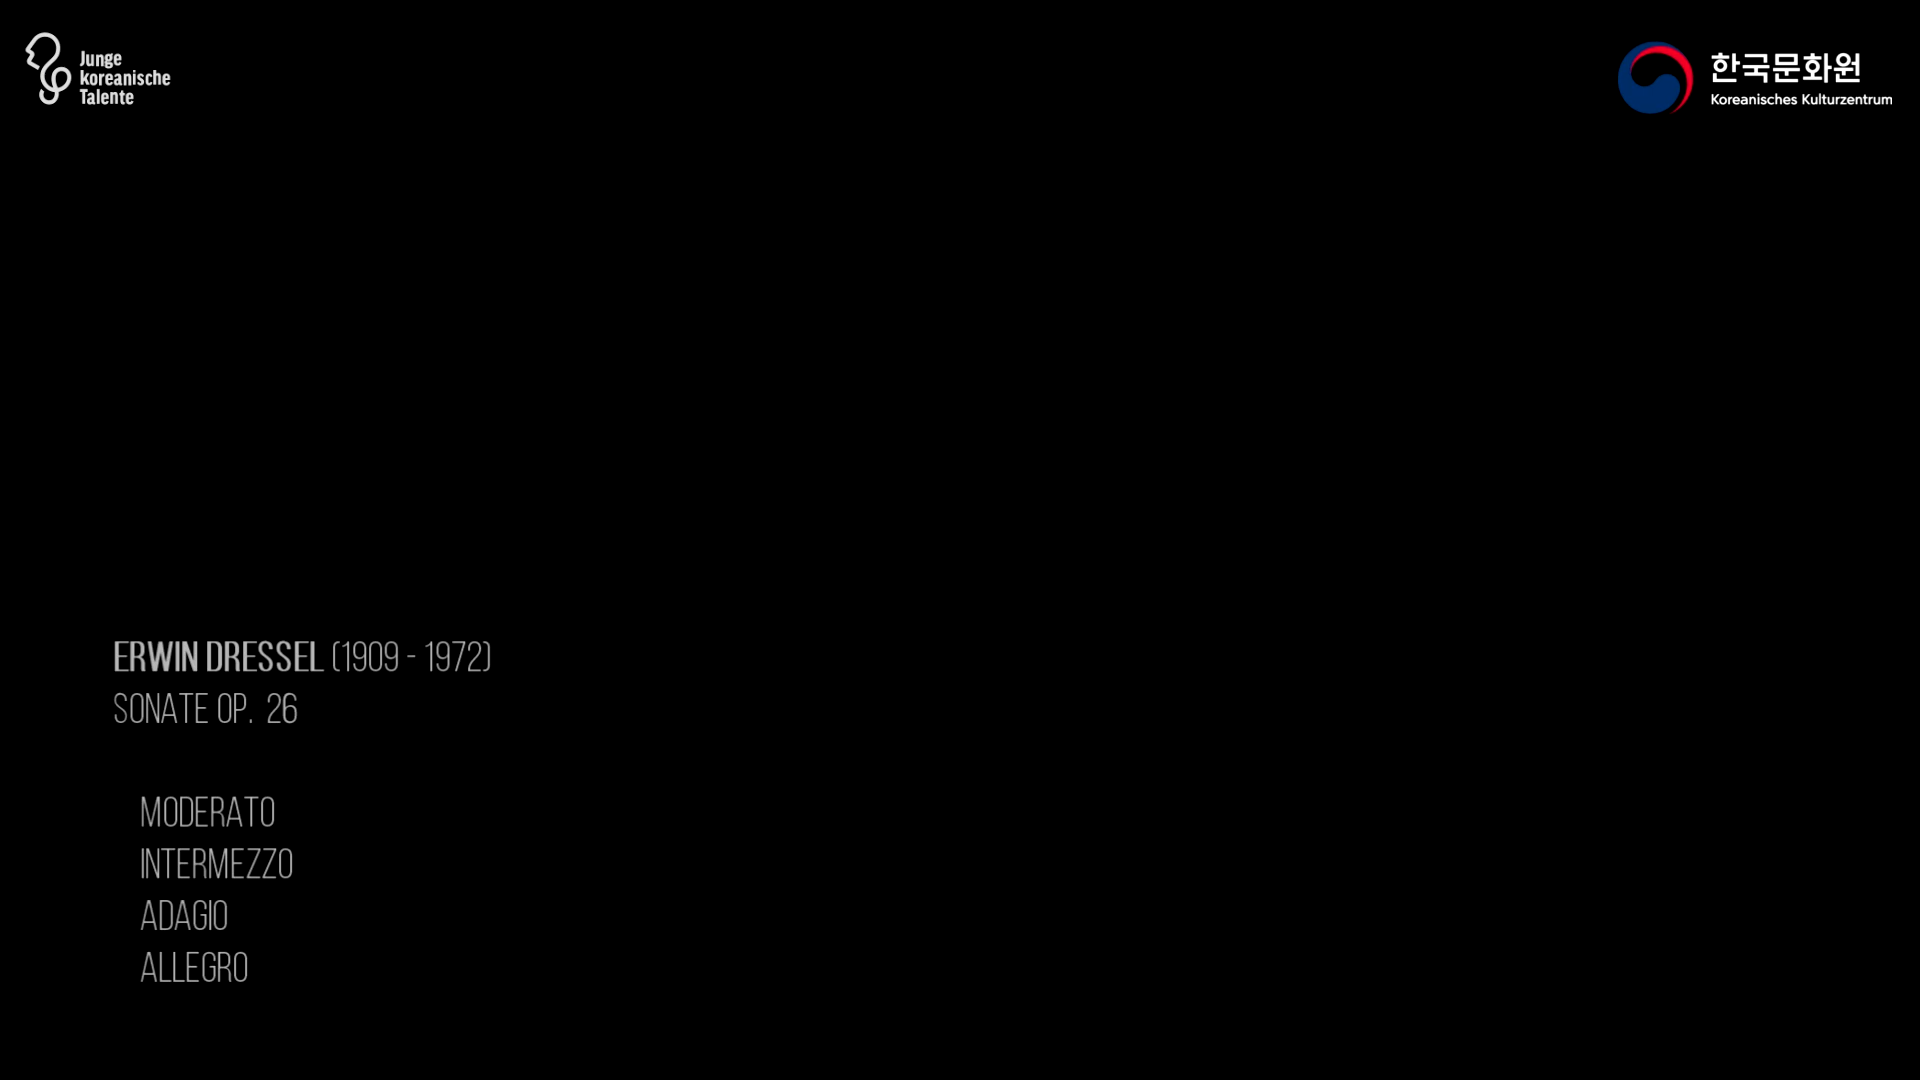 Junge
koreanische
Talente
한국문화원
Koreanisches Kulturzentrum
ERWIN DRESSEL (1909 - 1972)
SONATE OP. 26
MODERATO
INTERMEZZO
ADAGIO
ALLEGRO